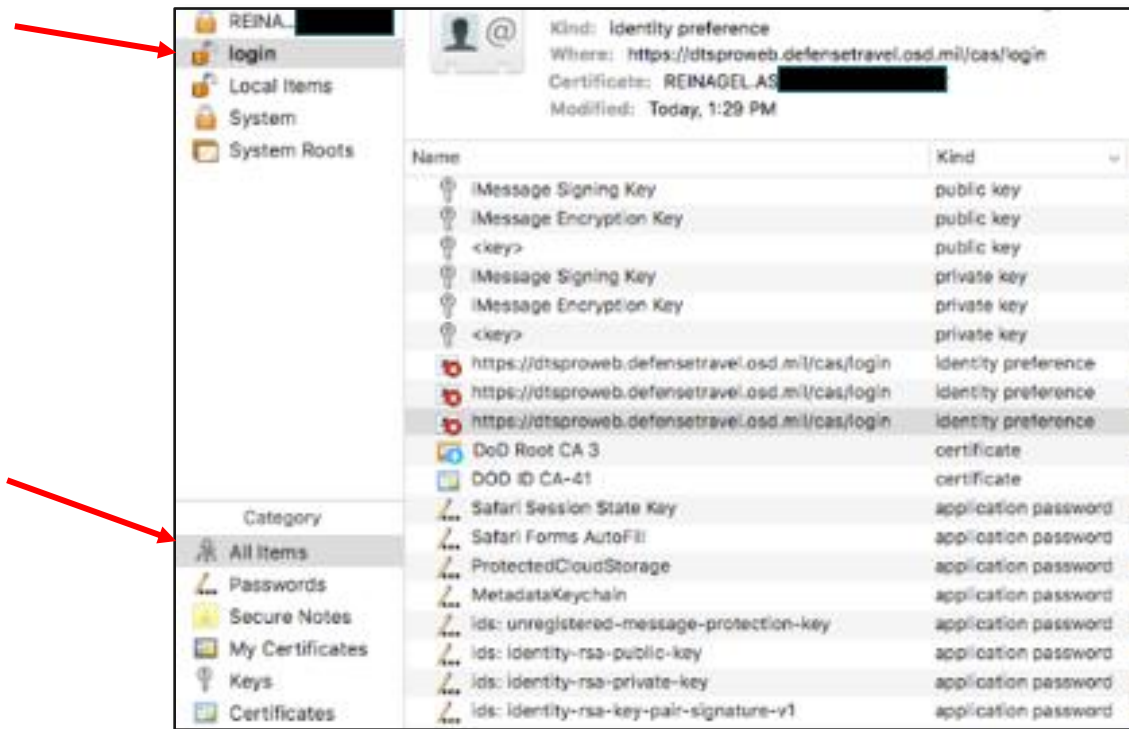 REINA...
login
Local Items
System
System Roots
Kind: identity preference
Where: https://dtsproweb.defensetravel.osd.mil/cas/login
Certificate: REINAGEL.AS
Modified: Today, 1:29 PM
Name Kind
iMessage Signing Key public key
iMessage Encryption Key public key
<key> public key
iMessage Signing Key private key
iMessage Encryption Key private key
<key> private key
https://dtsproweb.defensetravel.osd.mil/cas/login identity preference
https://dtsproweb.defensetravel.osd.mil/cas/login identity preference
https://dtsproweb.defensetravel.osd.mil/cas/login identity preference
DoD Root CA 3 certificate
DOD ID CA-41 certificate
Safari Session State Key application password
Safari Forms AutoFill application password
ProtectedCloudStorage application password
MetadataKeychain application password
ids: unregistered-message-protection-key application password
ids: identity-rsa-public-key application password
ids: identity-rsa-private-key application password
ids: identity-rsa-key-pair-signature-v1 application password
Category
All Items
Passwords
Secure Notes
My Certificates
Keys
Certificates